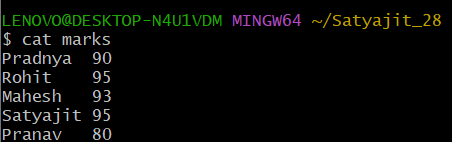 LENOVO@DESKTOP-N4U1VDM MINGW64 ~/Satyajit_28
$ cat marks
Pradnya  90
Rohit    95
Mahesh   93
Satyajit 95
Pranav   80